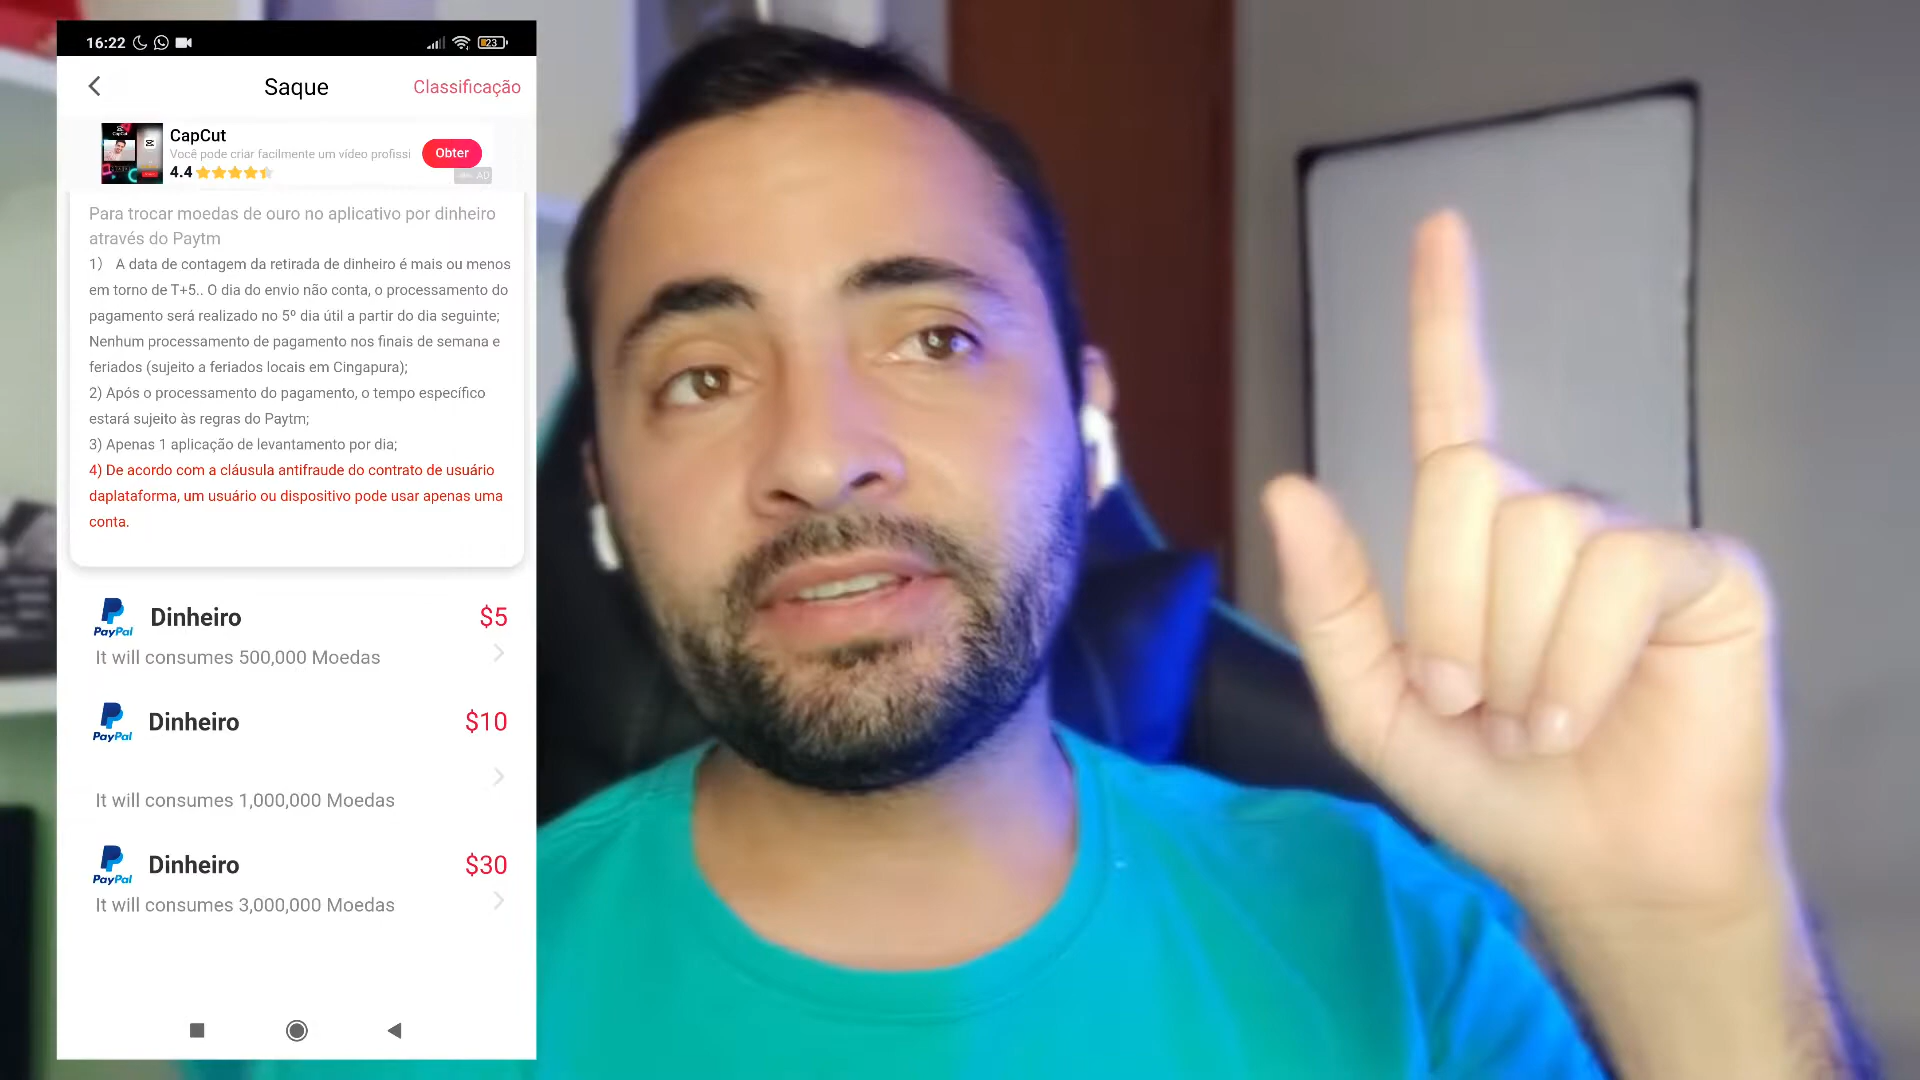 16:22
23
Saque
Classificação
CapCut
Você pode criar facilmente um vídeo profissi
Obter
4.4
AD
Para trocar moedas de ouro no aplicativo por dinheiro
através do Paytm
1) A data de contagem da retirada de dinheiro é mais ou menos
em torno de T+5.. O dia do envio não conta, o processamento do
pagamento será realizado no 5º dia útil a partir do dia seguinte;
Nenhum processamento de pagamento nos finais de semana e
feriados (sujeito a feriados locais em Cingapura);
2) Após o processamento do pagamento, o tempo específico
estará sujeito às regras do Paytm;
3) Apenas 1 aplicação de levantamento por dia;
4) De acordo com a cláusula antifraude do contrato de usuário
daplataforma, um usuário ou dispositivo pode usar apenas uma
conta.
PayPal
Dinheiro
$5
It will consumes 500,000 Moedas
PayPal
Dinheiro
$10
It will consumes 1,000,000 Moedas
PayPal
Dinheiro
$30
It will consumes 3,000,000 Moedas